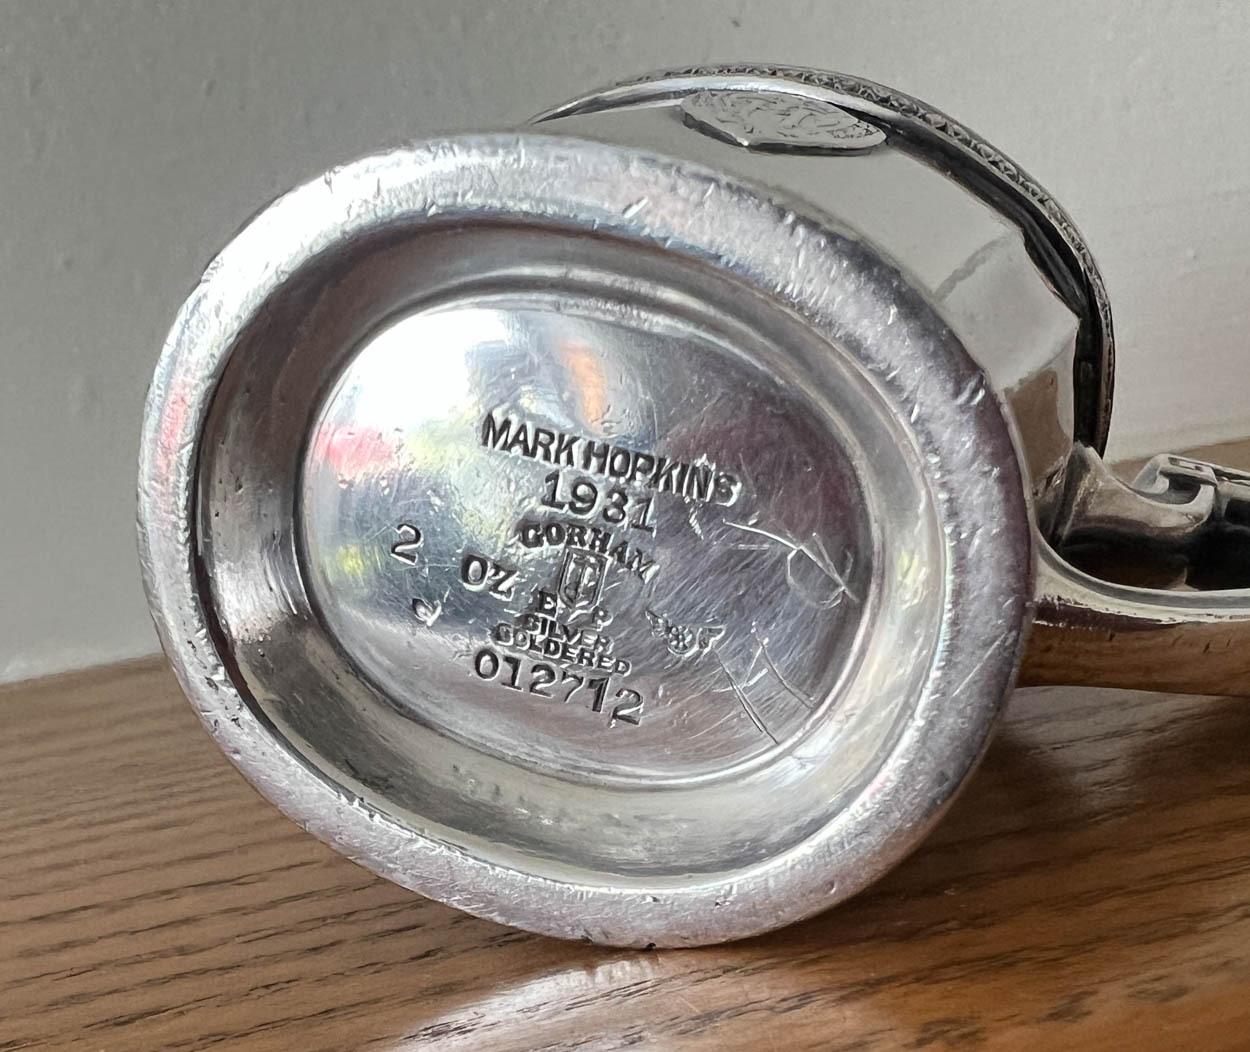 MARK HOPKINS
1931
GORHAM
2 OZ
E P
SILVER
SOLDERED
012712